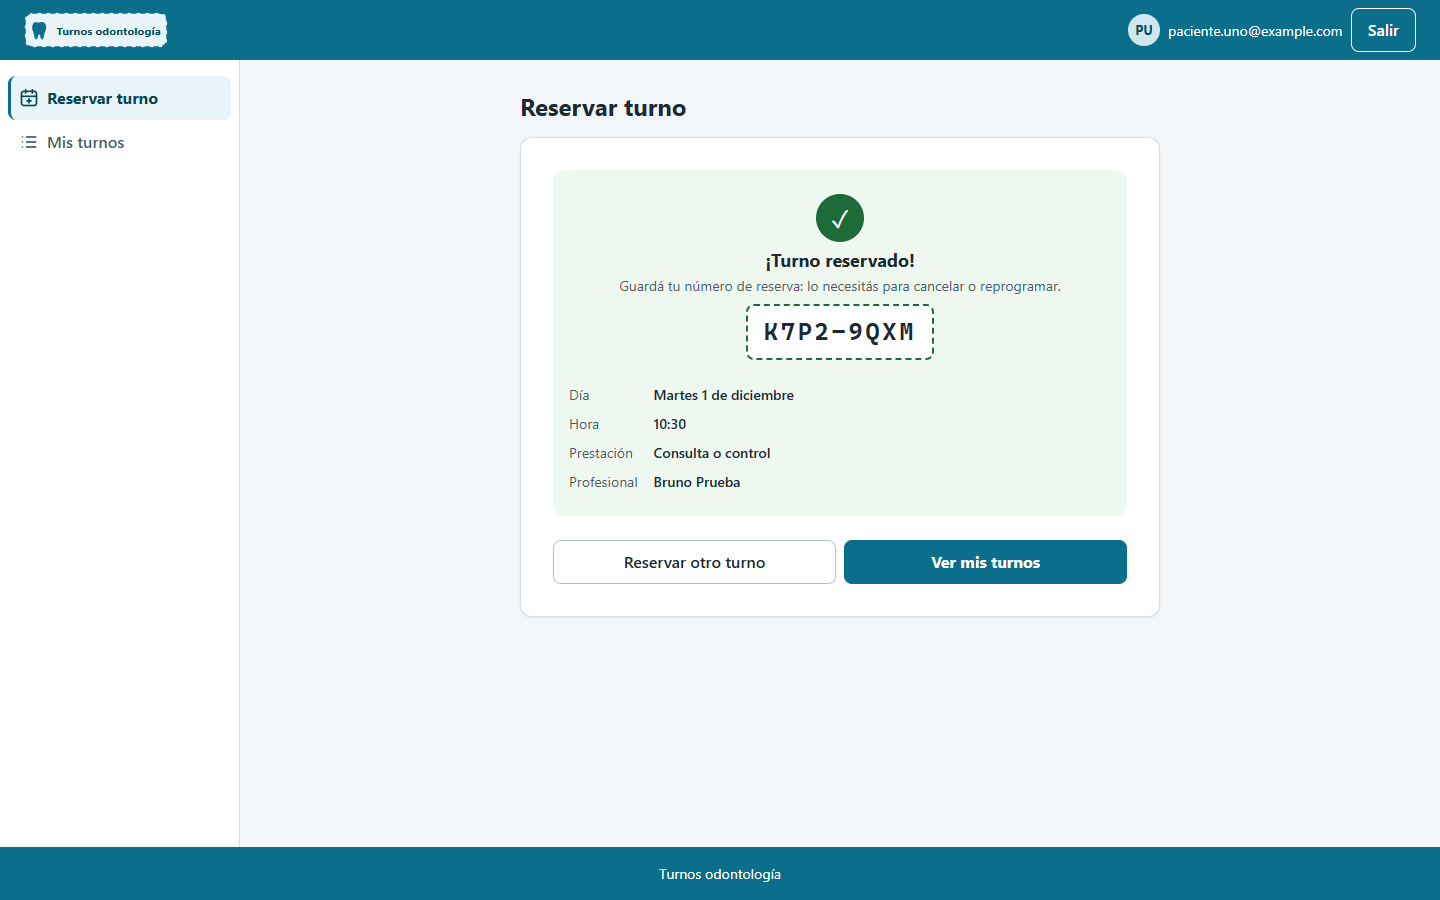 Turnos odontología
PU
paciente.uno@example.com
Salir
Reservar turno
Mis turnos
Reservar turno
✓
¡Turno reservado!
Guardá tu número de reserva: lo necesitás para cancelar o reprogramar.
K7P2-9QXM
Día Martes 1 de diciembre
Hora 10:30
Prestación Consulta o control
Profesional Bruno Prueba
Reservar otro turno
Ver mis turnos
Turnos odontología